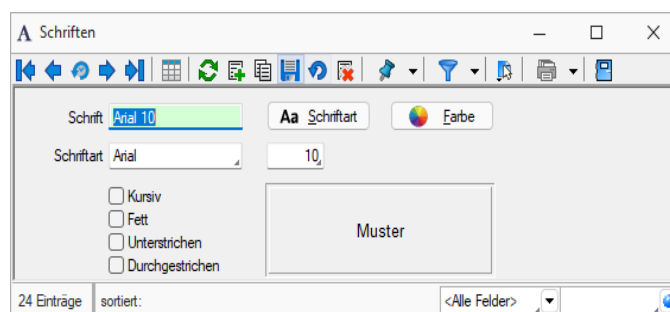 A Schriften
Schrift Arial 10 Aa Schriftart Farbe
Schriftart Arial 10
Kursiv
Fett
Unterstrichen
Durchgestrichen
Muster
24 Einträge sortiert: <Alle Felder>